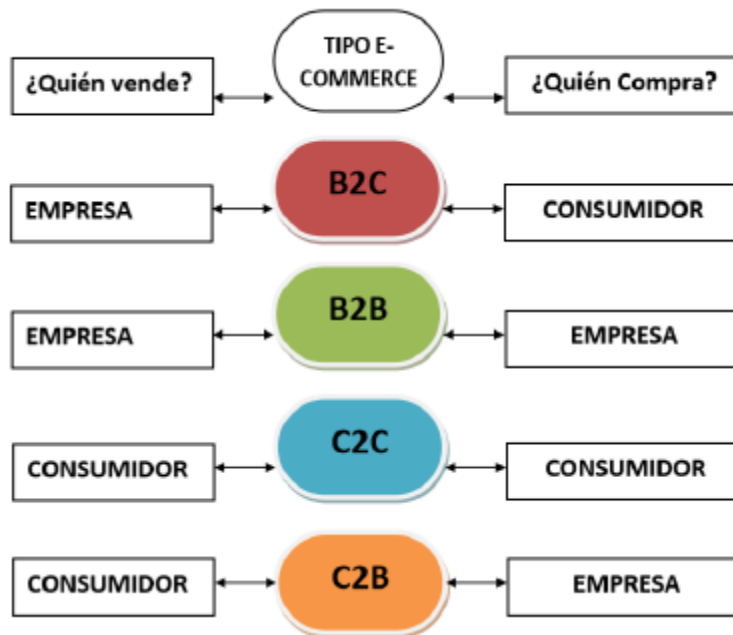 TIPO E-
COMMERCE
¿Quién vende?
¿Quién Compra?
B2C
EMPRESA
CONSUMIDOR
B2B
EMPRESA
EMPRESA
C2C
CONSUMIDOR
CONSUMIDOR
C2B
CONSUMIDOR
EMPRESA